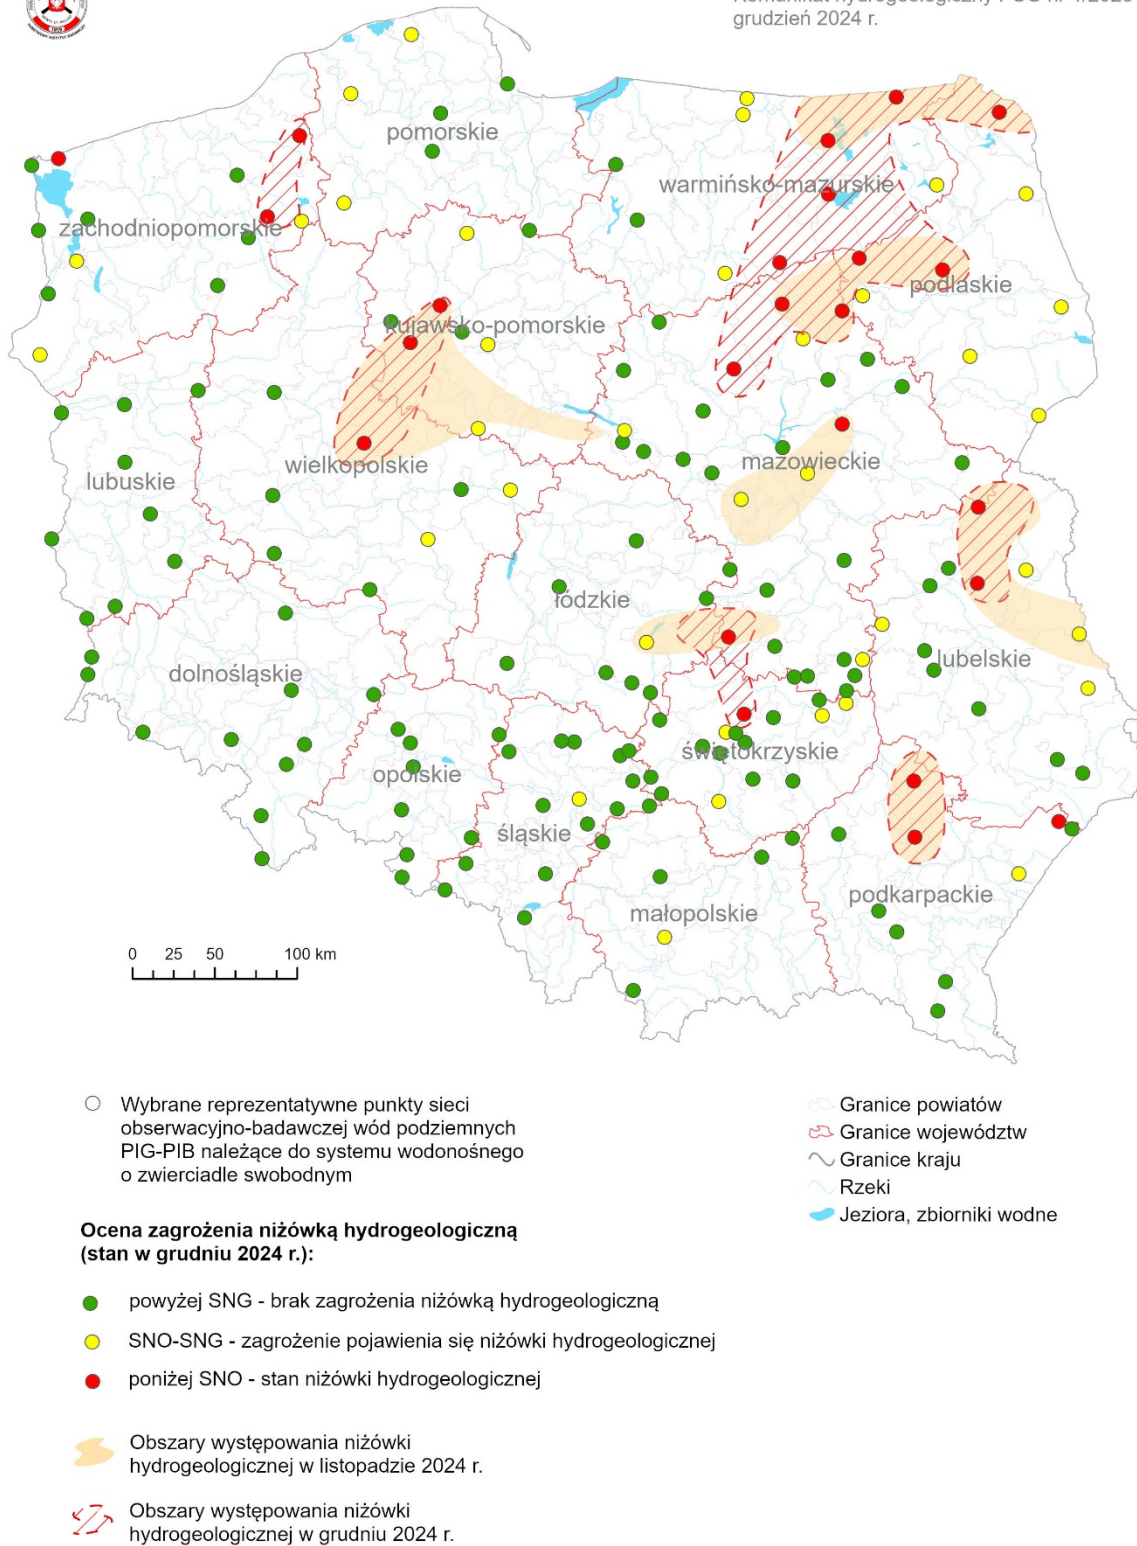 grudzień 2024 r.
pomorskie
warmińsko-mazurskie
zachodniopomorskie
podlaskie
kujawsko-pomorskie
wielkopolskie
mazowieckie
lubuskie
łódzkie
lubelskie
dolnośląskie
świętokrzyskie
opolskie
śląskie
podkarpackie
małopolskie
0 25 50 100 km
Wybrane reprezentatywne punkty sieci
obserwacyjno-badawczej wód podziemnych
PIG-PIB należące do systemu wodonośnego
o zwierciadle swobodnym
Granice powiatów
Granice województw
Granice kraju
Rzeki
Jeziora, zbiorniki wodne
Ocena zagrożenia niżówką hydrogeologiczną
(stan w grudniu 2024 r.):
powyżej SNG - brak zagrożenia niżówką hydrogeologiczną
SNO-SNG - zagrożenie pojawienia się niżówki hydrogeologicznej
poniżej SNO - stan niżówki hydrogeologicznej
Obszary występowania niżówki
hydrogeologicznej w listopadzie 2024 r.
Obszary występowania niżówki
hydrogeologicznej w grudniu 2024 r.